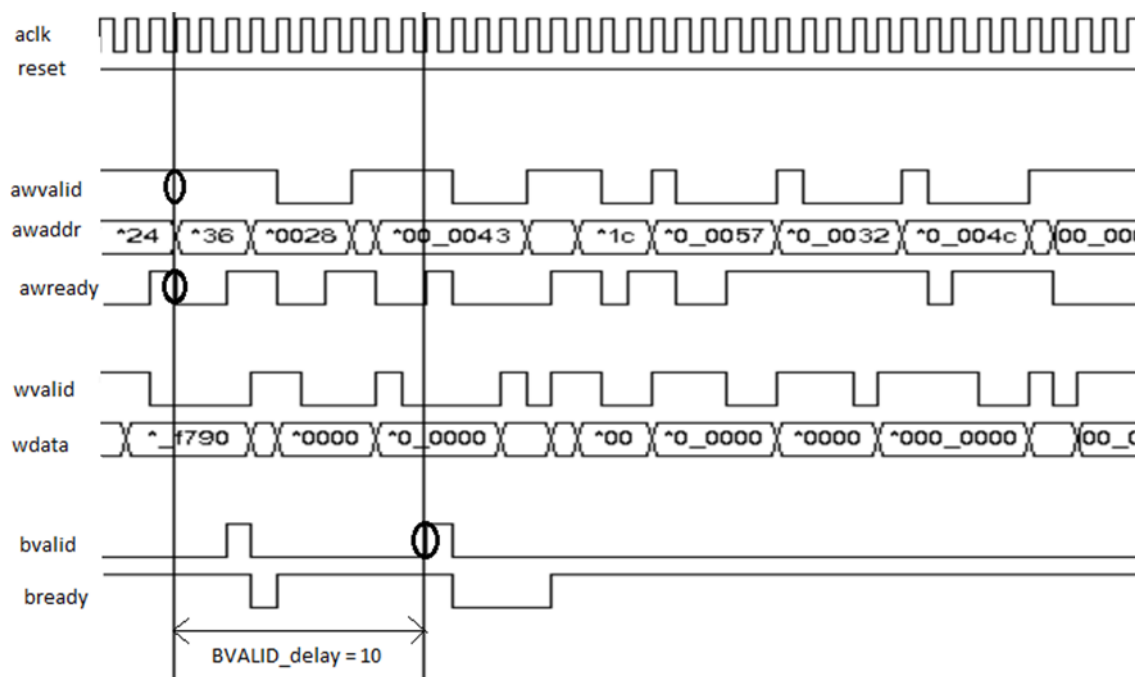 aclk
reset
awvalid
awaddr ^24 ^36 ^0028 ^00_0043 ^1c ^0_0057 ^0_0032 ^0_004c
awready
wvalid
wdata ^_f790 ^0000 ^0_0000 ^00 ^0_0000 ^0000 ^000_0000
bvalid
bready
BVALID_delay = 10